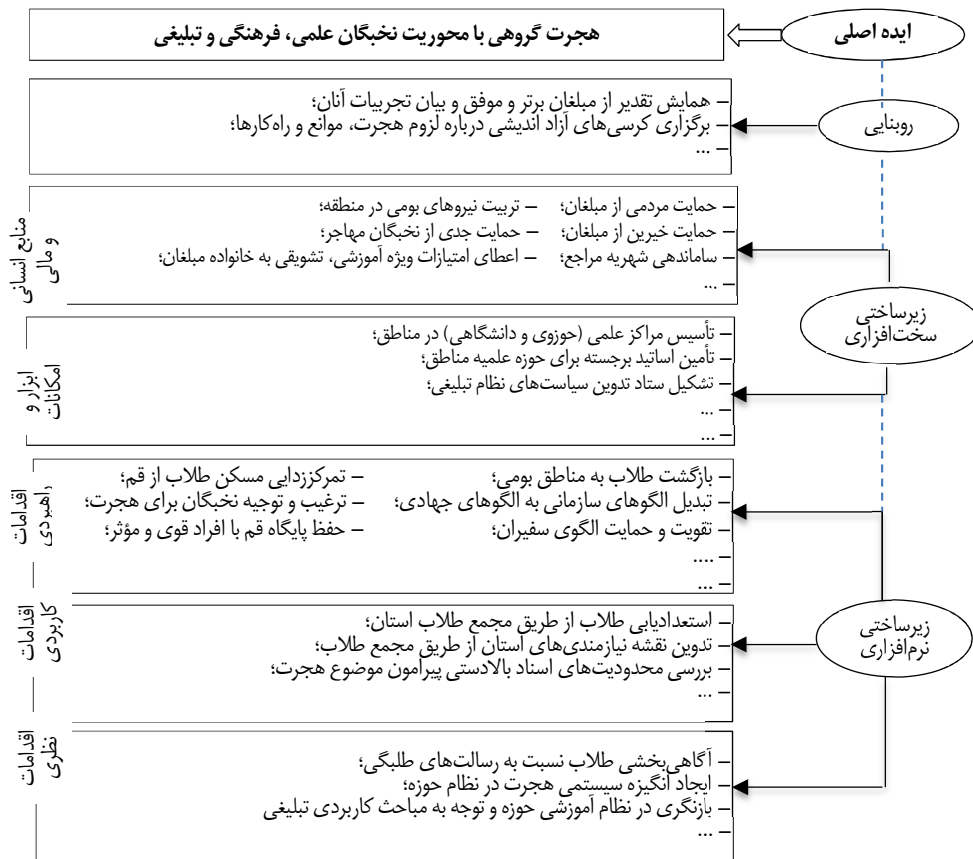 ایده اصلی
هجرت گروهی با محوریت نخبگان علمی، فرهنگی و تبلیغی
روبنایی
– همایش تقدیر از مبلغان برتر و موفق و بیان تجربیات آنان؛
– برگزاری کرسی‌های آزاد اندیشی درباره لزوم هجرت، موانع و راه‌کارها؛
– ...
زیرساختی
سخت‌افزاری
– حمایت مردمی از مبلغان؛ – تربیت نیروهای بومی در منطقه؛
– حمایت خیرین از مبلغان؛ – حمایت جدی از نخبگان مهاجر؛
– ساماندهی شهریه مراجع؛ – اعطای امتیازات ویژه آموزشی، تشویقی به خانواده مبلغان؛
– ...
منابع انسانی
و مالی
– تأسیس مراکز علمی (حوزوی و دانشگاهی) در مناطق؛
– تأمین اساتید برجسته برای حوزه علمیه مناطق؛
– تشکیل ستاد تدوین سیاست‌های نظام تبلیغی؛
– ...
– ...
ابزار و
امکانات
زیرساختی
نرم‌افزاری
– بازگشت طلاب به مناطق بومی؛ – تمرکززدایی مسکن طلاب از قم؛
– تبدیل الگوهای سازمانی به الگوهای جهادی؛ – ترغیب و توجیه نخبگان برای هجرت؛
– تقویت و حمایت الگوی سفیران؛ – حفظ پایگاه قم با افراد قوی و مؤثر؛
– ....
– ...
اقدامات
راهبردی
– استعدادیابی طلاب از طریق مجمع طلاب استان؛
– تدوین نقشه نیازمندی‌های استان از طریق مجمع طلاب؛
– بررسی محدودیت‌های اسناد بالادستی پیرامون موضوع هجرت؛
– ...
اقدامات
کاربردی
– آگاهی‌بخشی طلاب نسبت به رسالت‌های طلبگی؛
– ایجاد انگیزه سیستمی هجرت در نظام حوزه؛
– بازنگری در نظام آموزشی حوزه و توجه به مباحث کاربردی تبلیغی
– ...
اقدامات
نظری